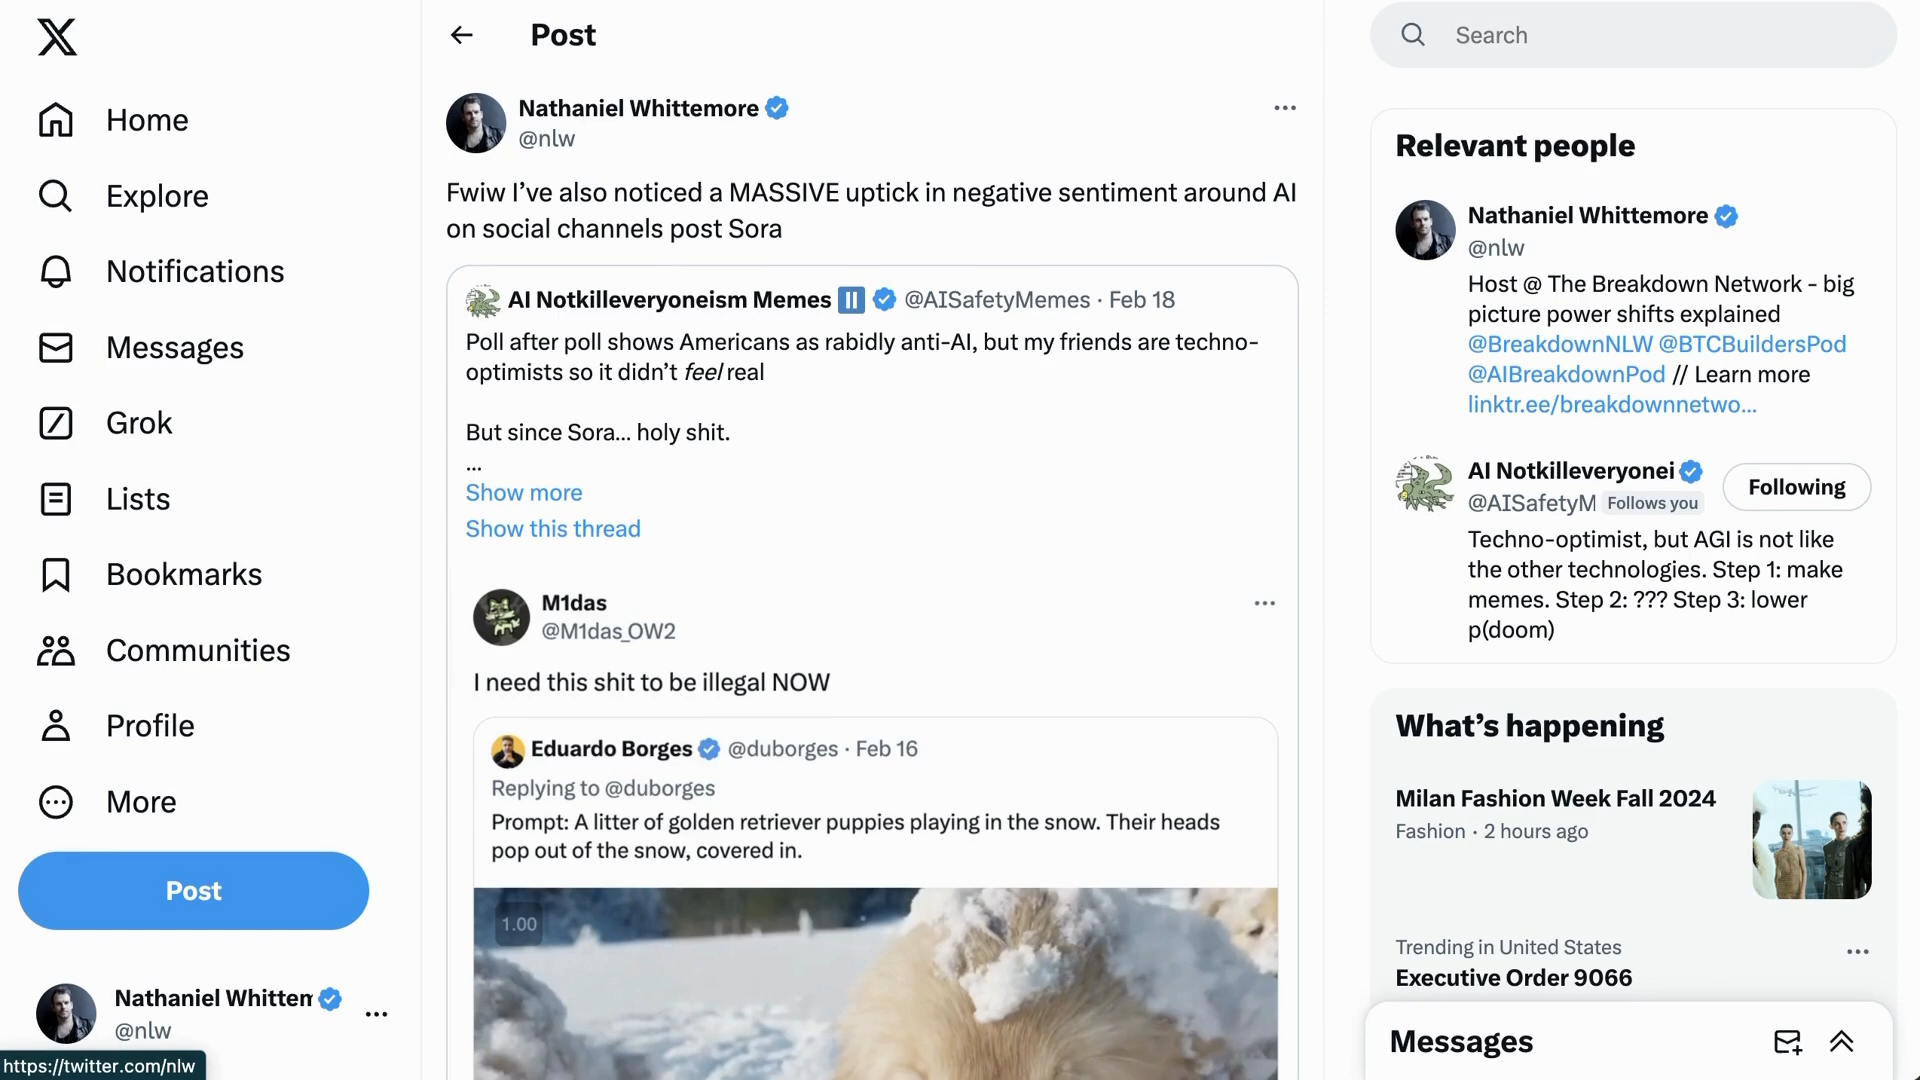 Home
Explore
Notifications
Messages
Grok
Lists
Bookmarks
Communities
Profile
More
Post
Nathaniel Whitten
@nlw
https://twitter.com/nlw
Post
Nathaniel Whittemore
@nlw
Fwiw I’ve also noticed a MASSIVE uptick in negative sentiment around AI
on social channels post Sora
AI Notkilleveryoneism Memes @AISafetyMemes · Feb 18
Poll after poll shows Americans as rabidly anti-AI, but my friends are techno-
optimists so it didn’t feel real
But since Sora... holy shit.
...
Show more
Show this thread
M1das
@M1das_OW2
I need this shit to be illegal NOW
Eduardo Borges @duborges · Feb 16
Replying to @duborges
Prompt: A litter of golden retriever puppies playing in the snow. Their heads
pop out of the snow, covered in.
1.00
Search
Relevant people
Nathaniel Whittemore
@nlw
Host @ The Breakdown Network - big
picture power shifts explained
@BreakdownNLW @BTCBuildersPod
@AIBreakdownPod // Learn more
linktr.ee/breakdownnetwo...
AI Notkilleveryonei
Following
@AISafetyM Follows you
Techno-optimist, but AGI is not like
the other technologies. Step 1: make
memes. Step 2: ??? Step 3: lower
p(doom)
What’s happening
Milan Fashion Week Fall 2024
Fashion · 2 hours ago
Trending in United States
Executive Order 9066
Messages